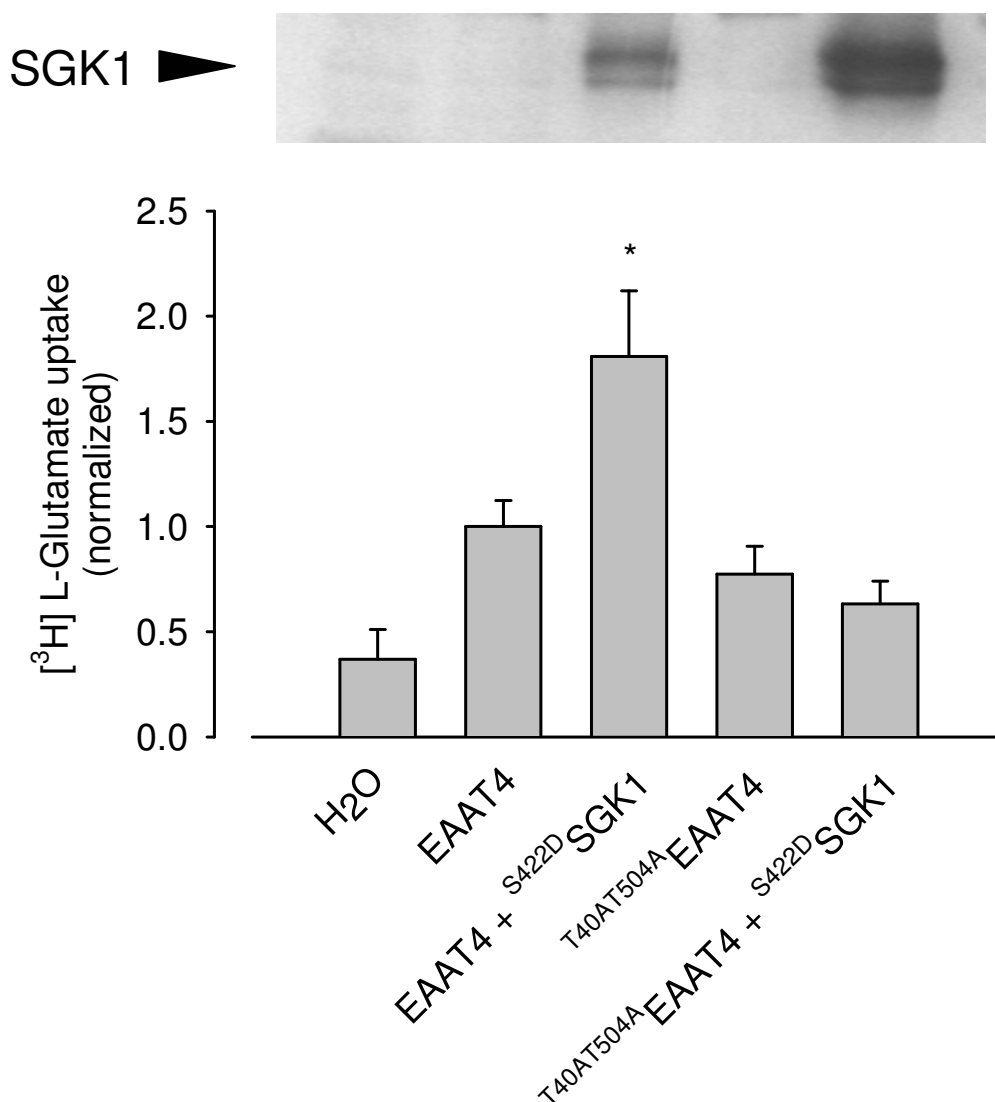 SGK1
2.5
*
2.0
1.5
1.0
0.5
0.0
[³H] L-Glutamate uptake
(normalized)
H₂O
EAAT4
EAAT4 + S422DSGK1
T40AT504AEAAT4
T40AT504AEAAT4 + S422DSGK1